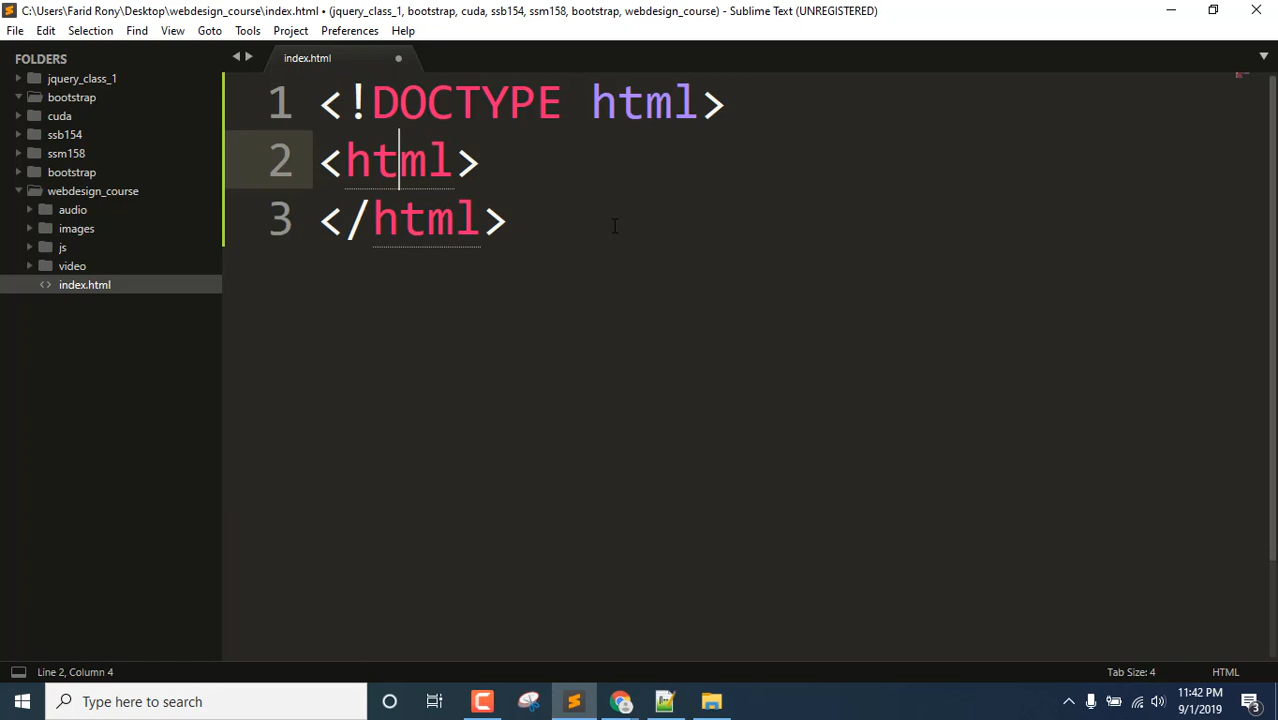 C:\Users\Farid Rony\Desktop\webdesign_course\index.html • (jquery_class_1, bootstrap, cuda, ssb154, ssm158, bootstrap, webdesign_course) - Sublime Text (UNREGISTERED)
File Edit Selection Find View Goto Tools Project Preferences Help
FOLDERS
jquery_class_1
bootstrap
cuda
ssb154
ssm158
bootstrap
webdesign_course
audio
images
js
video
<> index.html
index.html
1 <!DOCTYPE html>
2 <html>
3 </html>
Line 2, Column 4
Tab Size: 4
HTML
Type here to search
11:42 PM
9/1/2019
3